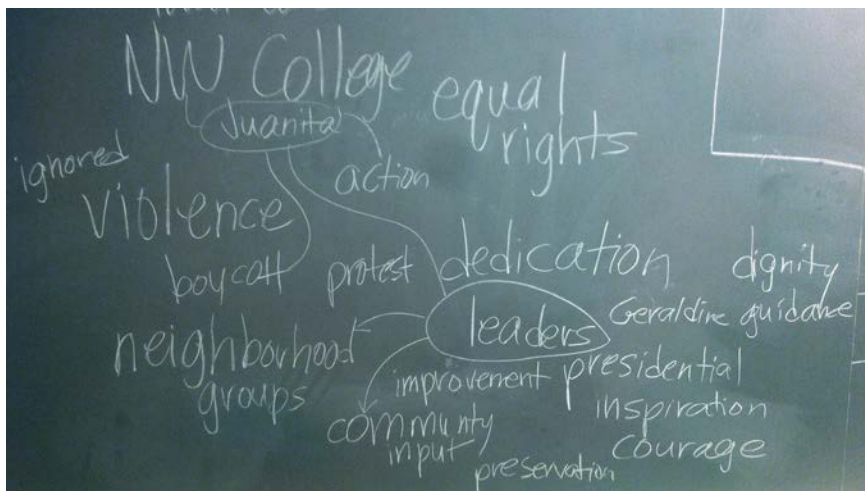 NW College
Juanita
equal
rights
ignored
action
violence
boycott
protest
dedication
dignity
leaders
Geraldine guidance
neighborhood
groups
improvement
presidential
inspiration
communty
input
courage
preservation